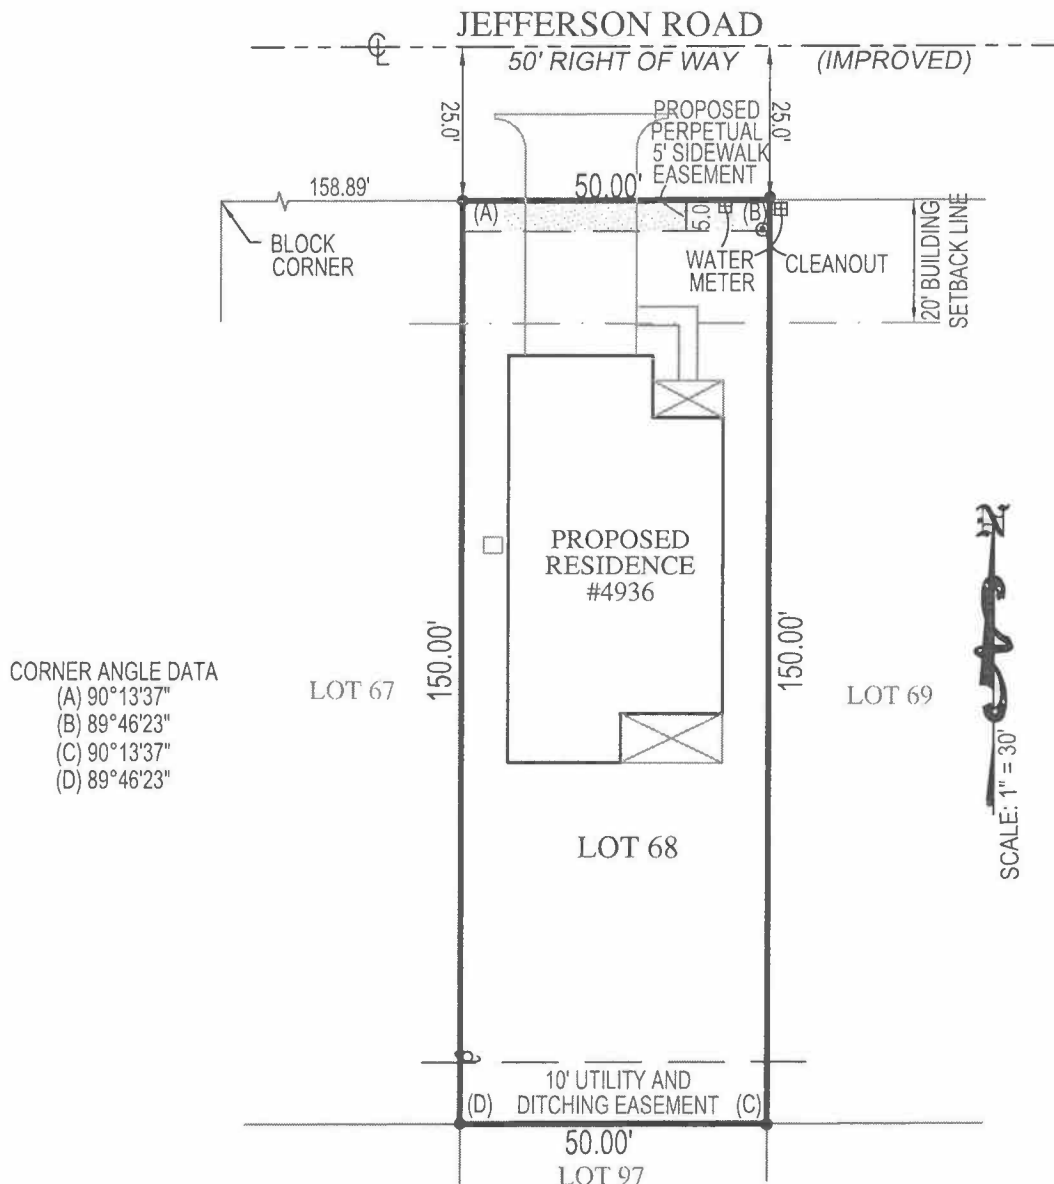 JEFFERSON ROAD
50' RIGHT OF WAY
(IMPROVED)
25.0'
25.0'
PROPOSED
PERPETUAL
5' SIDEWALK
EASEMENT
158.89'
50.00'
(A)
5.0'
(B)
BLOCK
CORNER
WATER
METER
CLEANOUT
20' BUILDING
SETBACK LINE
PROPOSED
RESIDENCE
#4936
150.00'
150.00'
CORNER ANGLE DATA
(A) 90°13'37"
(B) 89°46'23"
(C) 90°13'37"
(D) 89°46'23"
LOT 67
LOT 69
SCALE: 1" = 30'
LOT 68
10' UTILITY AND
DITCHING EASEMENT
(D)
(C)
50.00'
LOT 97